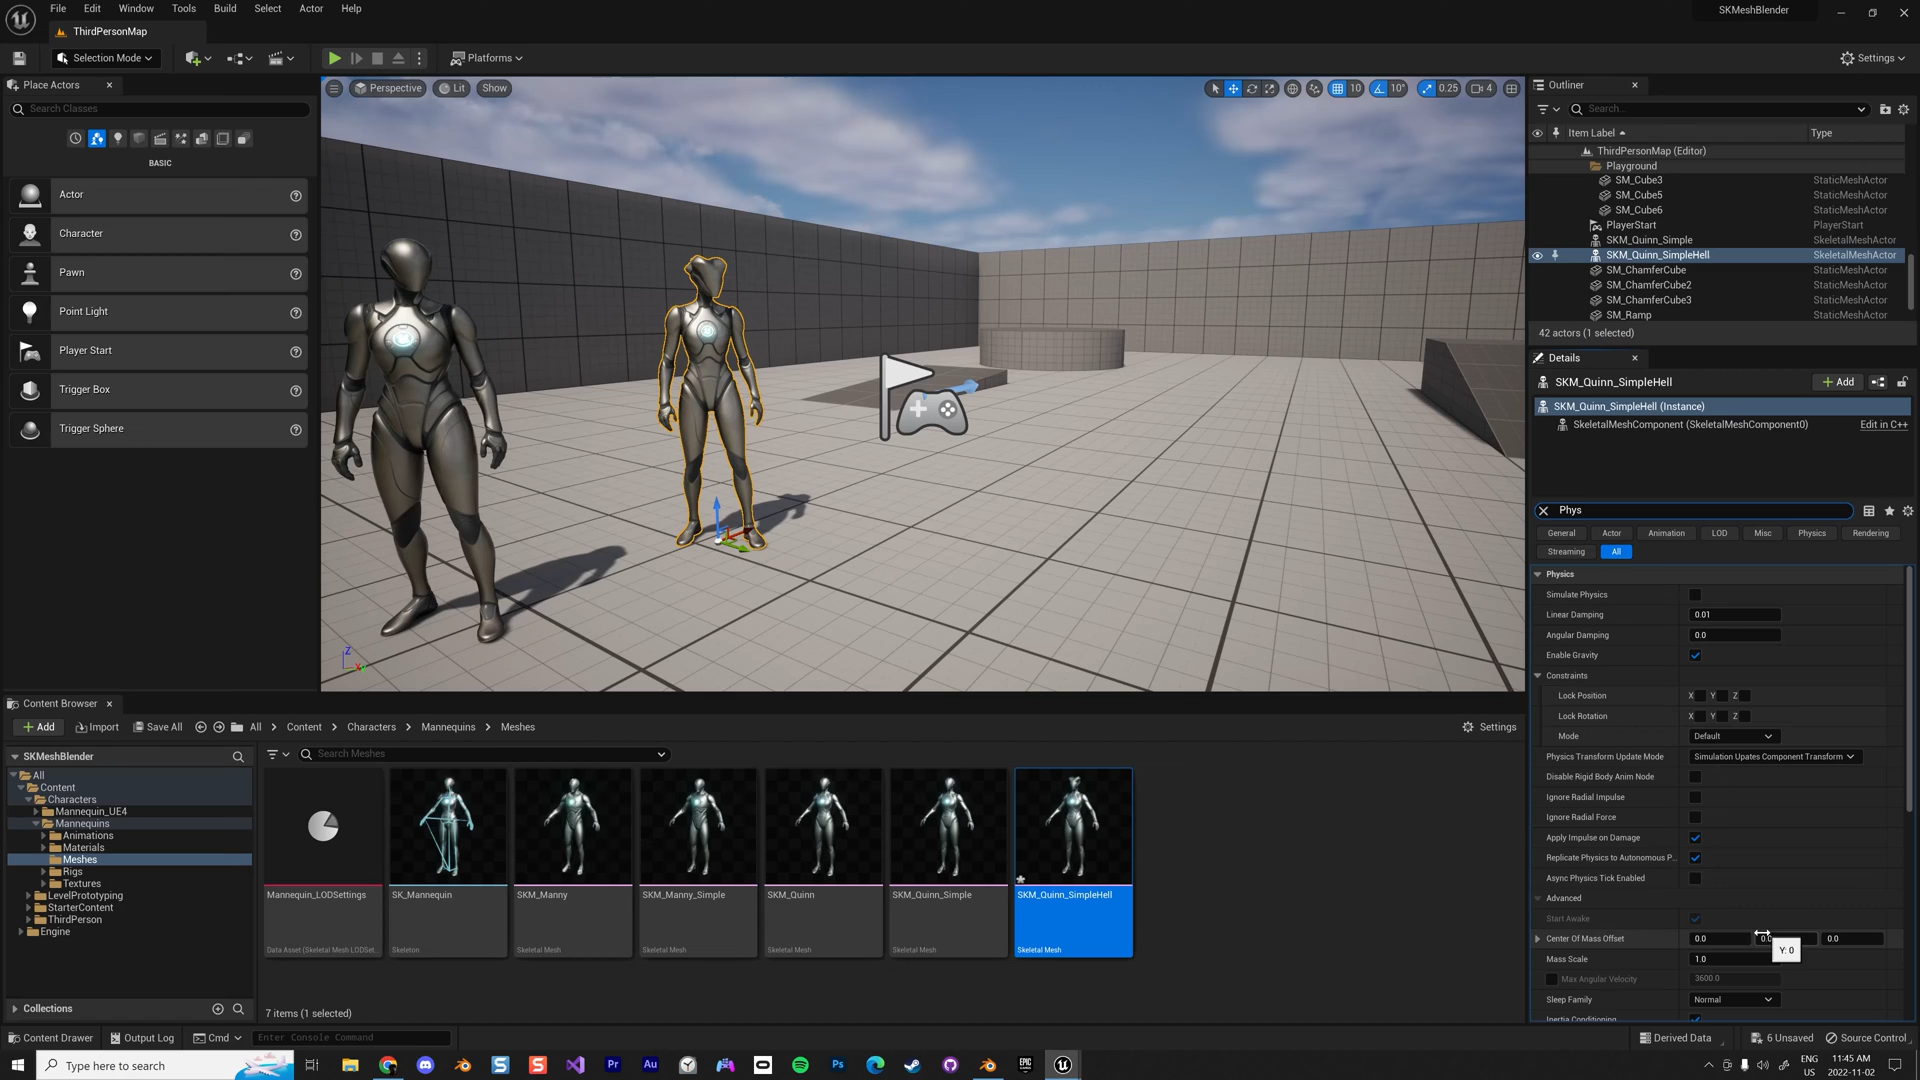 File Edit Window Tools Build Select Actor Help
SKMeshBlender
ThirdPersonMap
Selection Mode
Platforms
Settings
Place Actors
Search Classes
BASIC
Actor
Character
Pawn
Point Light
Player Start
Trigger Box
Trigger Sphere
Perspective Lit Show
10 10° 0.25 4
Outliner
Search...
Item Label Type
ThirdPersonMap (Editor)
Playground
SM_Cube3 StaticMeshActor
SM_Cube5 StaticMeshActor
SM_Cube6 StaticMeshActor
PlayerStart PlayerStart
SKM_Quinn_Simple SkeletalMeshActor
SKM_Quinn_SimpleHell SkeletalMeshActor
SM_ChamferCube StaticMeshActor
SM_ChamferCube2 StaticMeshActor
SM_ChamferCube3 StaticMeshActor
SM_Ramp StaticMeshActor
42 actors (1 selected)
Details
SKM_Quinn_SimpleHell
Add
SKM_Quinn_SimpleHell (Instance)
SkeletalMeshComponent (SkeletalMeshComponent0) Edit in C++
Phys
General Actor Animation LOD Misc Physics Rendering
Streaming All
Physics
Simulate Physics
Linear Damping 0.01
Angular Damping 0.0
Enable Gravity
Constraints
Lock Position X Y Z
Lock Rotation X Y Z
Mode Default
Physics Transform Update Mode Simulation Upates Component Transform
Disable Rigid Body Anim Node
Ignore Radial Impulse
Ignore Radial Force
Apply Impulse on Damage
Replicate Physics to Autonomous P...
Async Physics Tick Enabled
Advanced
Start Awake
Center Of Mass Offset 0.0 0.0 0.0
Y: 0
Mass Scale 1.0
Max Angular Velocity 3600.0
Sleep Family Normal
Inertia Conditioning
Z
X
Content Browser
Add Import Save All All Content Characters Mannequins Meshes Settings
SKMeshBlender
Search Meshes
All
Content
Characters
Mannequin_UE4
Mannequins
Animations
Materials
Meshes
Rigs
Textures
LevelPrototyping
StarterContent
ThirdPerson
Engine
Collections
Mannequin_LODSettings
Data Asset (Skeletal Mesh LODSet...
SK_Mannequin
Skeleton
SKM_Manny
Skeletal Mesh
SKM_Manny_Simple
Skeletal Mesh
SKM_Quinn
Skeletal Mesh
SKM_Quinn_Simple
Skeletal Mesh
SKM_Quinn_SimpleHell
Skeletal Mesh
7 items (1 selected)
Content Drawer Output Log Cmd Enter Console Command
Derived Data 6 Unsaved Source Control
Type here to search
Pr Au Ps
ENG
US
11:45 AM
2022-11-02